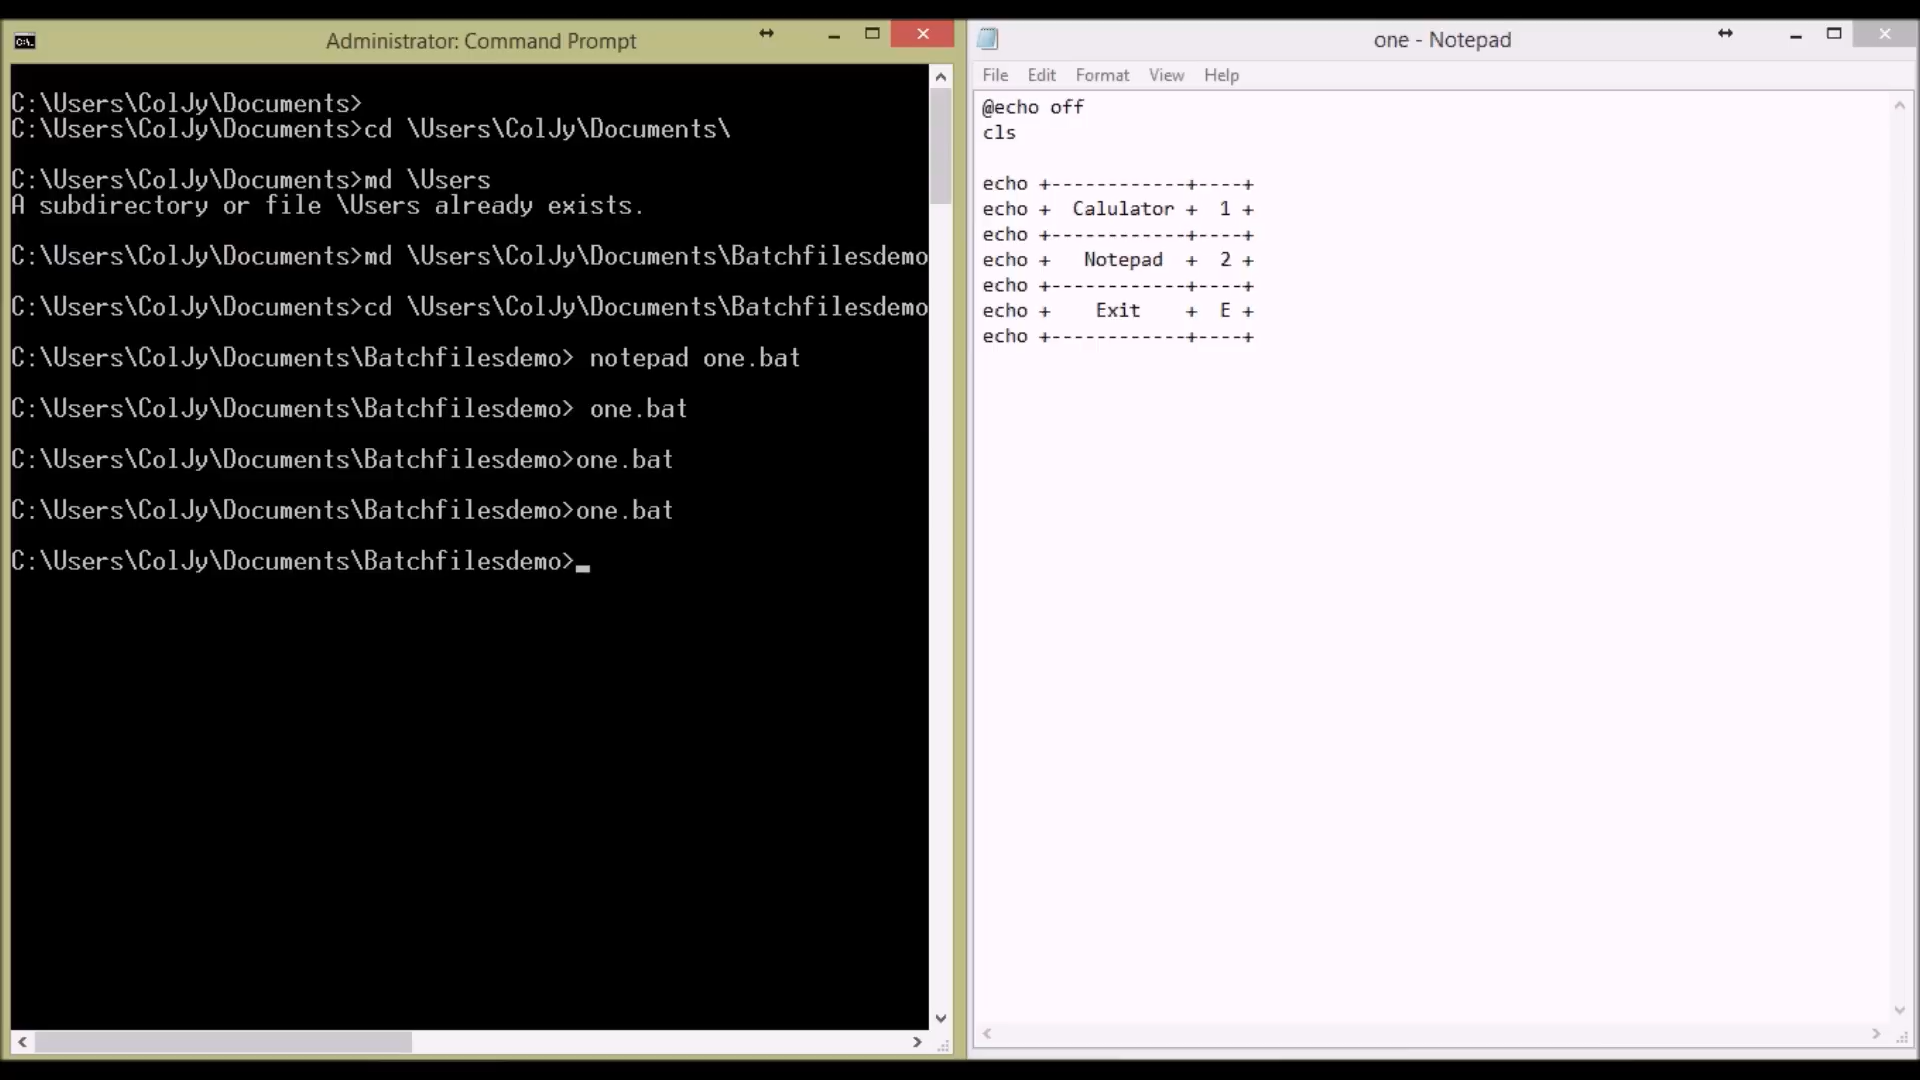 Administrator: Command Prompt
C:\Users\ColJy\Documents>
C:\Users\ColJy\Documents>cd \Users\ColJy\Documents\
C:\Users\ColJy\Documents>md \Users
A subdirectory or file \Users already exists.
C:\Users\ColJy\Documents>md \Users\ColJy\Documents\Batchfilesdemo
C:\Users\ColJy\Documents>cd \Users\ColJy\Documents\Batchfilesdemo
C:\Users\ColJy\Documents\Batchfilesdemo> notepad one.bat
C:\Users\ColJy\Documents\Batchfilesdemo> one.bat
C:\Users\ColJy\Documents\Batchfilesdemo>one.bat
C:\Users\ColJy\Documents\Batchfilesdemo>one.bat
C:\Users\ColJy\Documents\Batchfilesdemo>_
one - Notepad
File Edit Format View Help
@echo off
cls
echo +------------+----+
echo +  Calulator +  1 +
echo +------------+----+
echo +   Notepad  +  2 +
echo +------------+----+
echo +    Exit    +  E +
echo +------------+----+